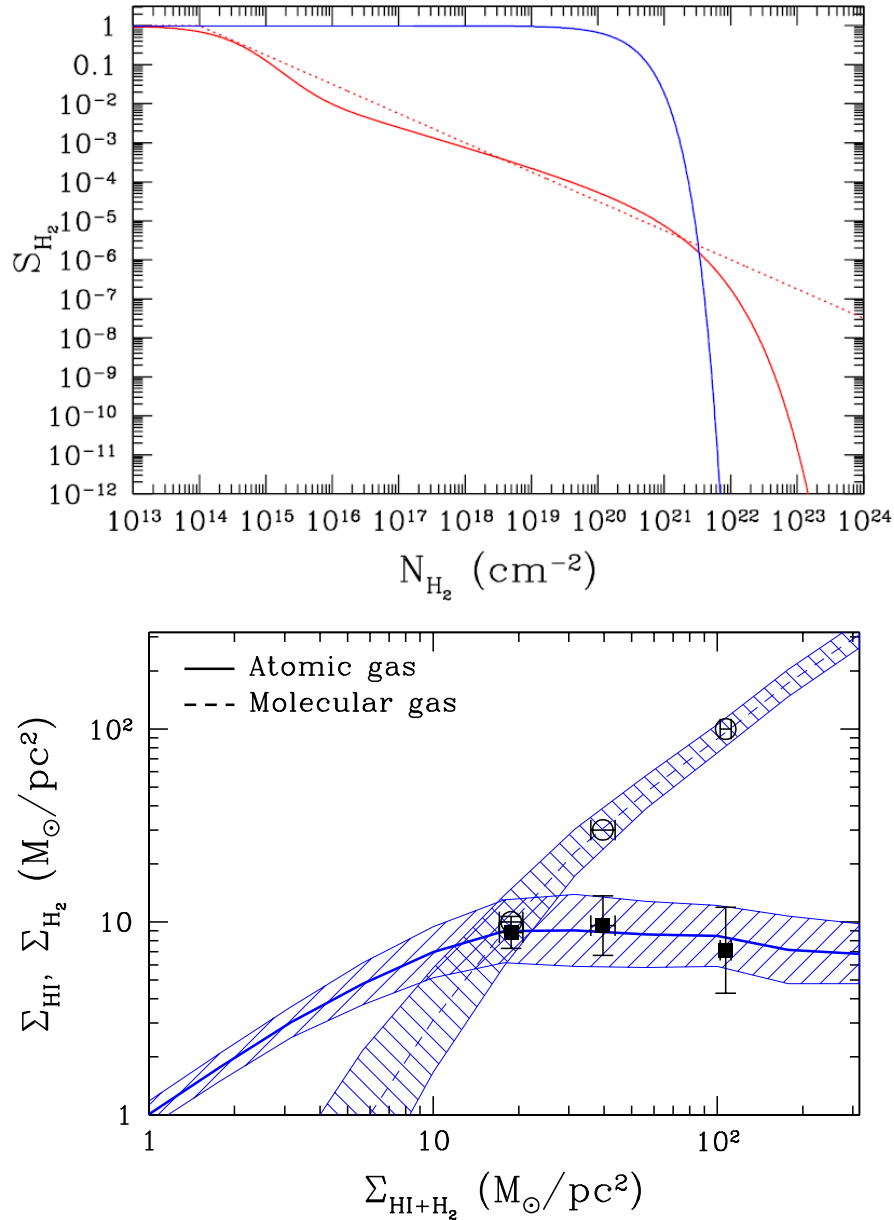 1
0.1
10⁻²
10⁻³
10⁻⁴
10⁻⁵
10⁻⁶
10⁻⁷
10⁻⁸
10⁻⁹
10⁻¹⁰
10⁻¹¹
10⁻¹²
S_H₂
10¹³ 10¹⁴ 10¹⁵ 10¹⁶ 10¹⁷ 10¹⁸ 10¹⁹ 10²⁰ 10²¹ 10²² 10²³ 10²⁴
N_H₂ (cm⁻²)
Atomic gas
Molecular gas
10²
10
1
Σ_HI, Σ_H₂ (M_⊙/pc²)
1 10 10²
Σ_HI+H₂ (M_⊙/pc²)